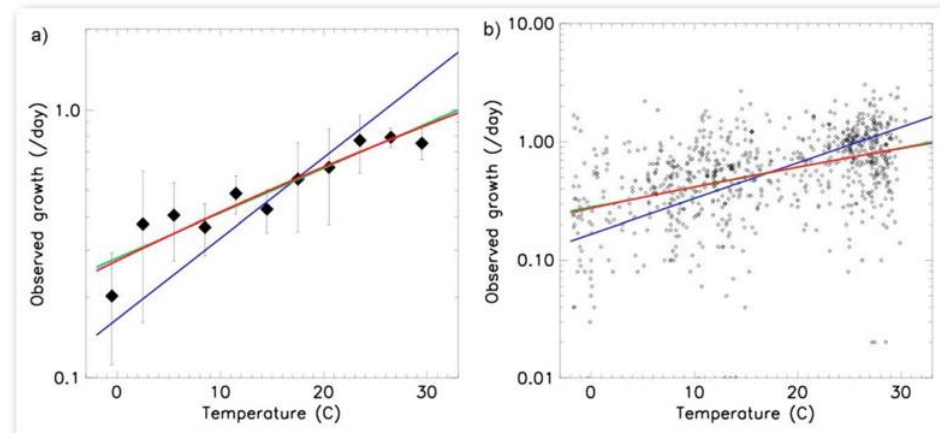 a)
Observed growth (/day)
1.0
0.1
0
10
20
30
Temperature (C)
b)
Observed growth (/day)
10.00
1.00
0.10
0.01
0
10
20
30
Temperature (C)